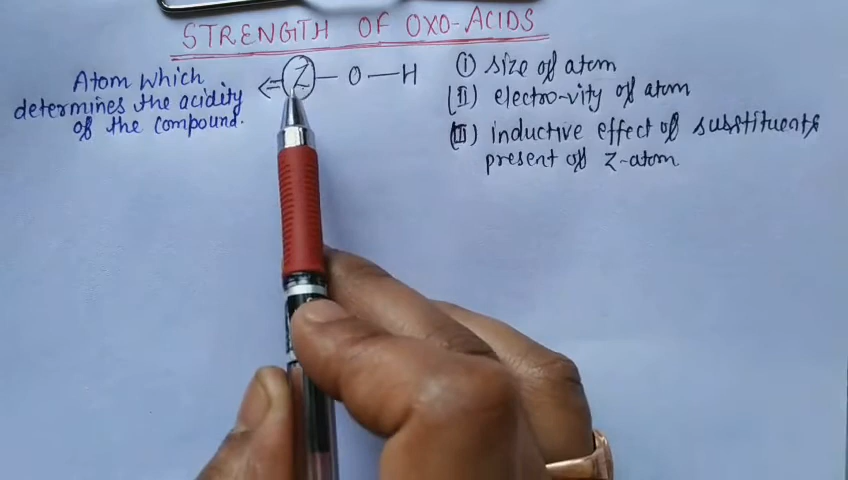 STRENGTH OF OXO-ACIDS
Atom which
determines the acidity
of the compound.
⇐ Z — O — H
(I) size of atom
(II) electro-vity of atom
(III) inductive effect of sustituents
present of Z-atom